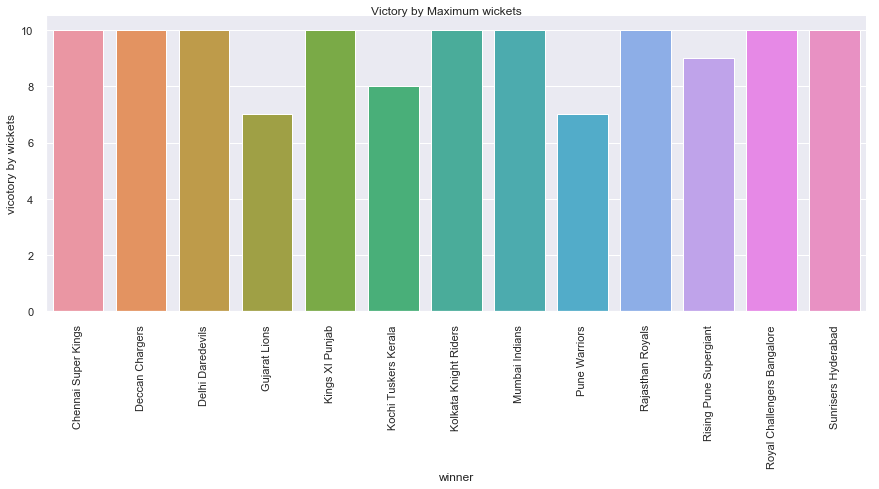 Victory by Maximum wickets
vicotory by wickets
10
8
6
4
2
0
Chennai Super Kings
Deccan Chargers
Delhi Daredevils
Gujarat Lions
Kings XI Punjab
Kochi Tuskers Kerala
Kolkata Knight Riders
Mumbai Indians
Pune Warriors
Rajasthan Royals
Rising Pune Supergiant
Royal Challengers Bangalore
Sunrisers Hyderabad
winner